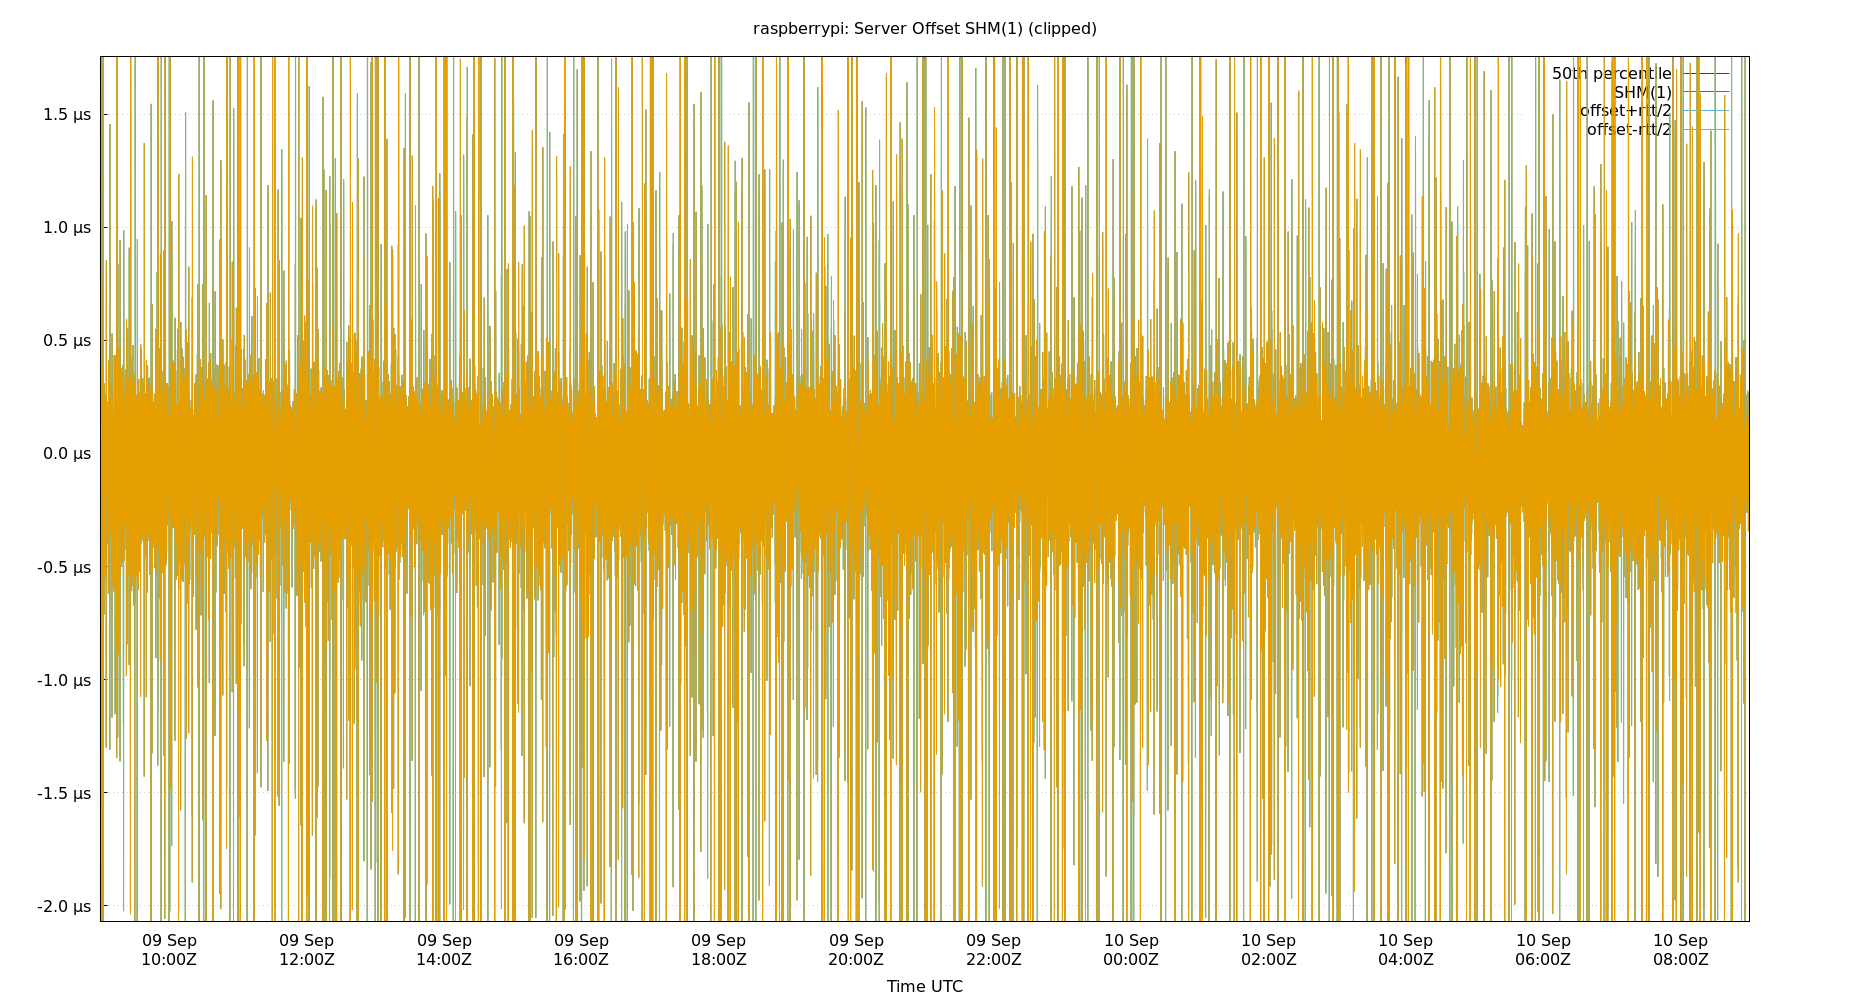 raspberrypi: Server Offset SHM(1) (clipped)
50th percentile
SHM(1)
offset+rtt/2
offset-rtt/2
1.5 µs
1.0 µs
0.5 µs
0.0 µs
-0.5 µs
-1.0 µs
-1.5 µs
-2.0 µs
09 Sep 09 Sep 09 Sep 09 Sep 09 Sep 09 Sep 09 Sep 10 Sep 10 Sep 10 Sep 10 Sep 10 Sep
10:00Z 12:00Z 14:00Z 16:00Z 18:00Z 20:00Z 22:00Z 00:00Z 02:00Z 04:00Z 06:00Z 08:00Z
Time UTC